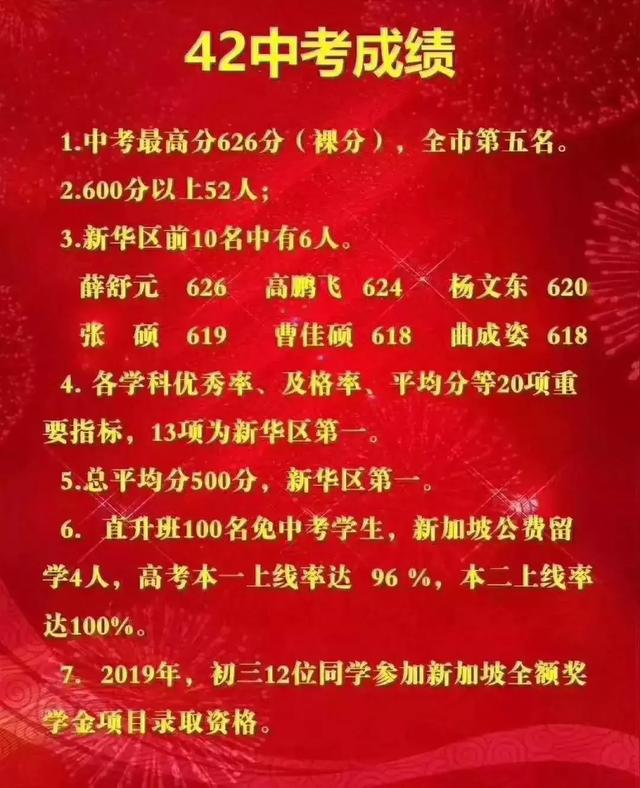 42中考成绩
1.中考最高分626分（裸分），全市第五名。
2.600分以上52人；
3.新华区前10名中有6人。
薛舒元 626 高鹏飞 624 杨文东 620
张 硕 619 曹佳硕 618 曲成姿 618
4. 各学科优秀率、及格率、平均分等20项重
要指标，13项为新华区第一。
5.总平均分500分，新华区第一。
6. 直升班100名免中考学生，新加坡公费留
学4人，高考本一上线率达 96 %，本二上线率
达100%。
7. 2019年，初三12位同学参加新加坡全额奖
学金项目录取资格。